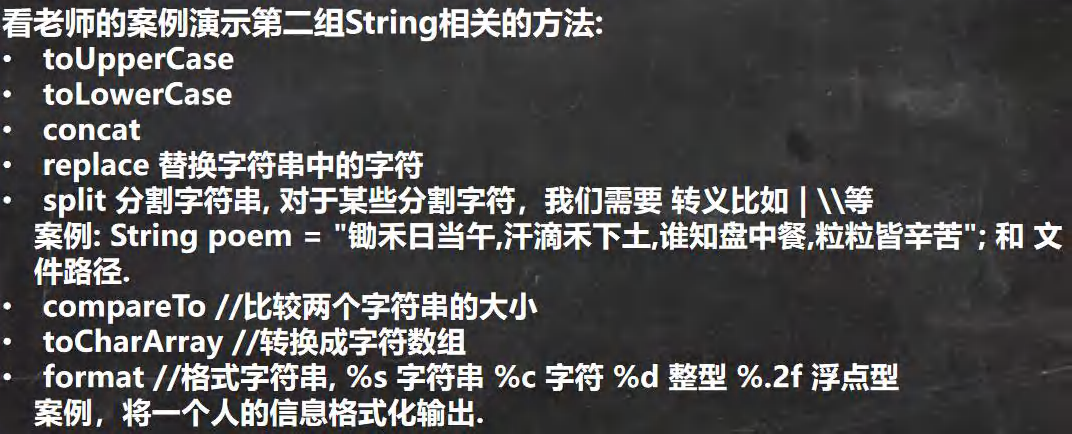 看老师的案例演示第二组String相关的方法:
• toUpperCase
• toLowerCase
• concat
• replace 替换字符串中的字符
• split 分割字符串, 对于某些分割字符，我们需要 转义比如 | \\等
案例: String poem = "锄禾日当午,汗滴禾下土,谁知盘中餐,粒粒皆辛苦"; 和 文
件路径.
• compareTo //比较两个字符串的大小
• toCharArray //转换成字符数组
• format //格式字符串, %s 字符串 %c 字符 %d 整型 %.2f 浮点型
案例，将一个人的信息格式化输出.